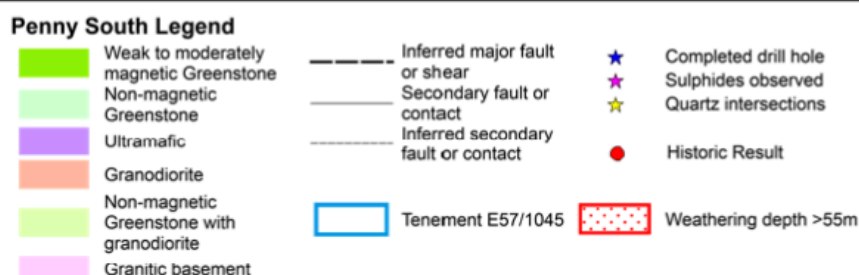 Penny South Legend
Weak to moderately
magnetic Greenstone
Non-magnetic
Greenstone
Ultramafic
Granodiorite
Non-magnetic
Greenstone with
granodiorite
Granitic basement
Inferred major fault
or shear
Secondary fault or
contact
Inferred secondary
fault or contact
Tenement E57/1045
Completed drill hole
Sulphides observed
Quartz intersections
Historic Result
Weathering depth >55m